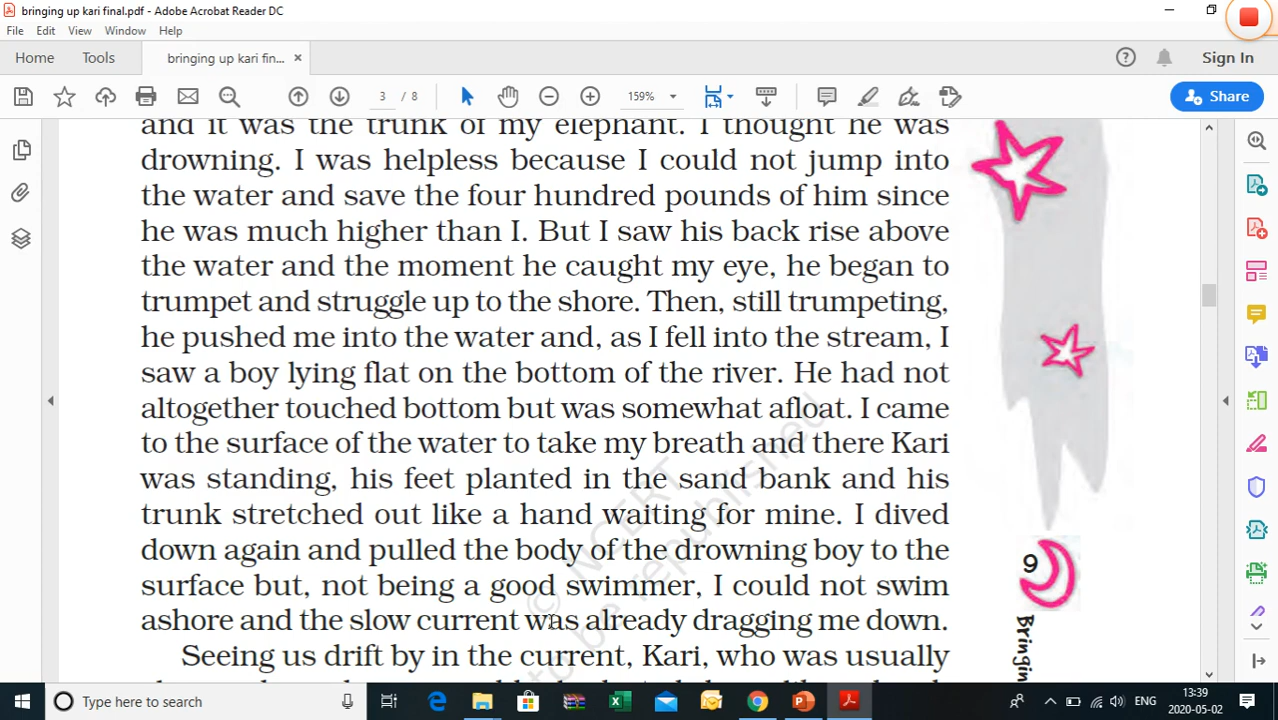 bringing up kari final.pdf - Adobe Acrobat Reader DC
File Edit View Window Help
Home Tools bringing up kari fin... × Sign In
3 / 8 159% Share
and it was the trunk of my elephant. I thought he was
drowning. I was helpless because I could not jump into
the water and save the four hundred pounds of him since
he was much higher than I. But I saw his back rise above
the water and the moment he caught my eye, he began to
trumpet and struggle up to the shore. Then, still trumpeting,
he pushed me into the water and, as I fell into the stream, I
saw a boy lying flat on the bottom of the river. He had not
altogether touched bottom but was somewhat afloat. I came
to the surface of the water to take my breath and there Kari
was standing, his feet planted in the sand bank and his
trunk stretched out like a hand waiting for mine. I dived
down again and pulled the body of the drowning boy to the
surface but, not being a good swimmer, I could not swim
ashore and the slow current was already dragging me down.
Seeing us drift by in the current, Kari, who was usually
© NCERT
to be republished
9
Bringin
Type here to search
ENG
13:39
2020-05-02